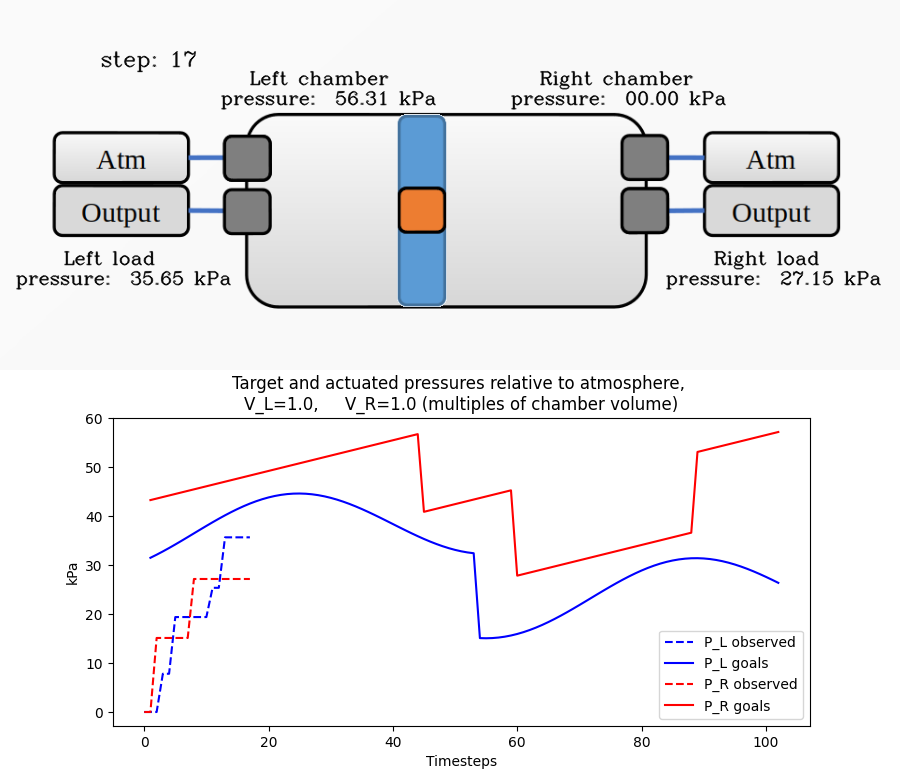 step: 17
Left chamber
pressure: 56.31 kPa
Right chamber
pressure: 00.00 kPa
Atm
Output
Atm
Output
Left load
pressure: 35.65 kPa
Right load
pressure: 27.15 kPa
Target and actuated pressures relative to atmosphere,
V_L=1.0, V_R=1.0 (multiples of chamber volume)
60
50
40
30
20
10
0
kPa
0 20 40 60 80 100
Timesteps
P_L observed
P_L goals
P_R observed
P_R goals